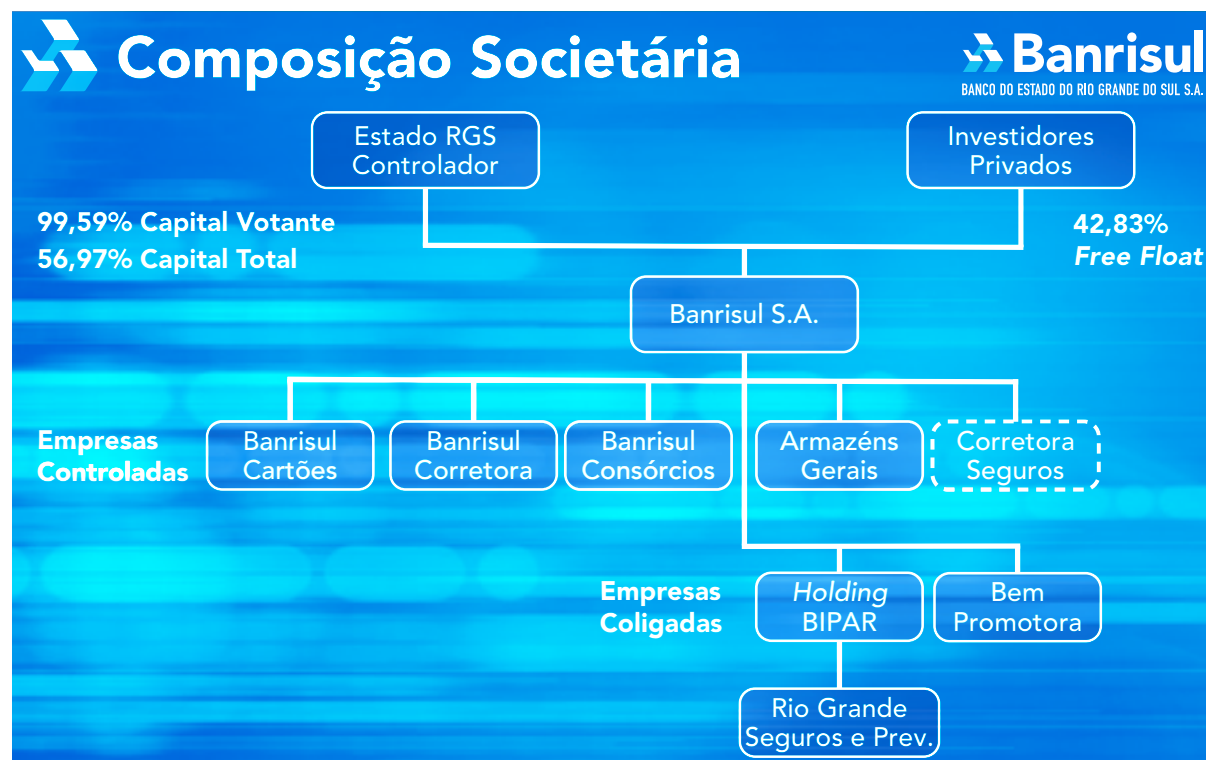 Composição Societária
Banrisul
BANCO DO ESTADO DO RIO GRANDE DO SUL S.A.
Estado RGS
Controlador
Investidores
Privados
99,59% Capital Votante
56,97% Capital Total
42,83%
Free Float
Banrisul S.A.
Empresas
Controladas
Banrisul
Cartões
Banrisul
Corretora
Banrisul
Consórcios
Armazéns
Gerais
Corretora
Seguros
Empresas
Coligadas
Holding
BIPAR
Bem
Promotora
Rio Grande
Seguros e Prev.